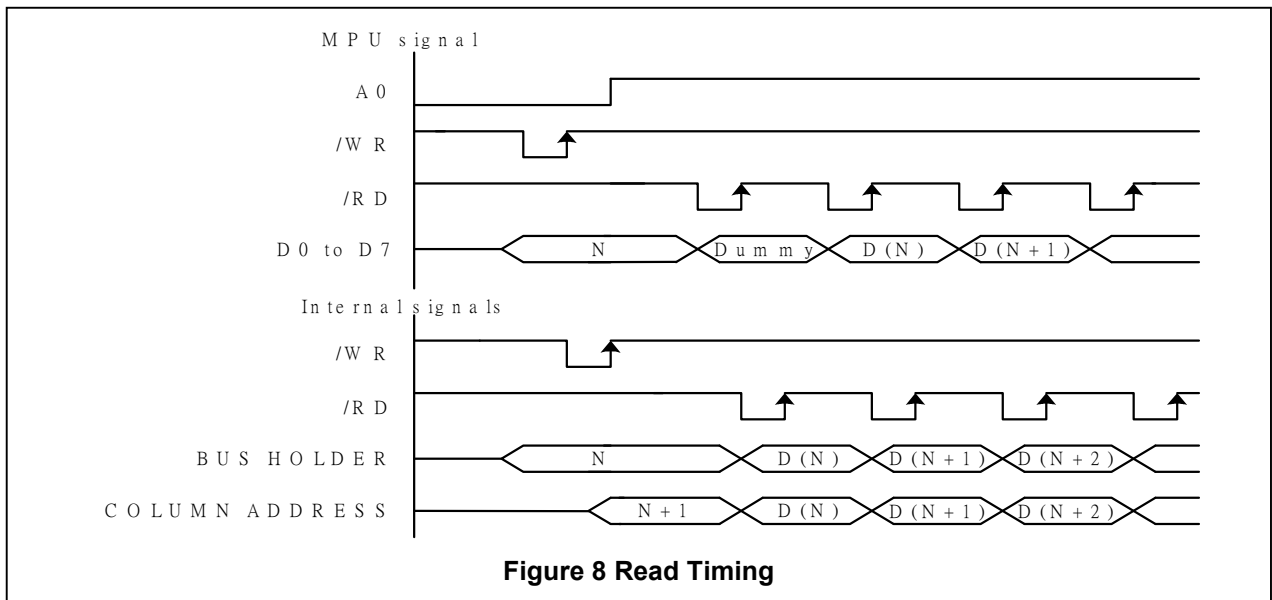 MPU signal
A0
/WR
/RD
D0 to D7 N Dummy D(N) D(N+1)
Internal signals
/WR
/RD
BUS HOLDER N D(N) D(N+1) D(N+2)
COLUMN ADDRESS N+1 D(N) D(N+1) D(N+2)
Figure 8 Read Timing